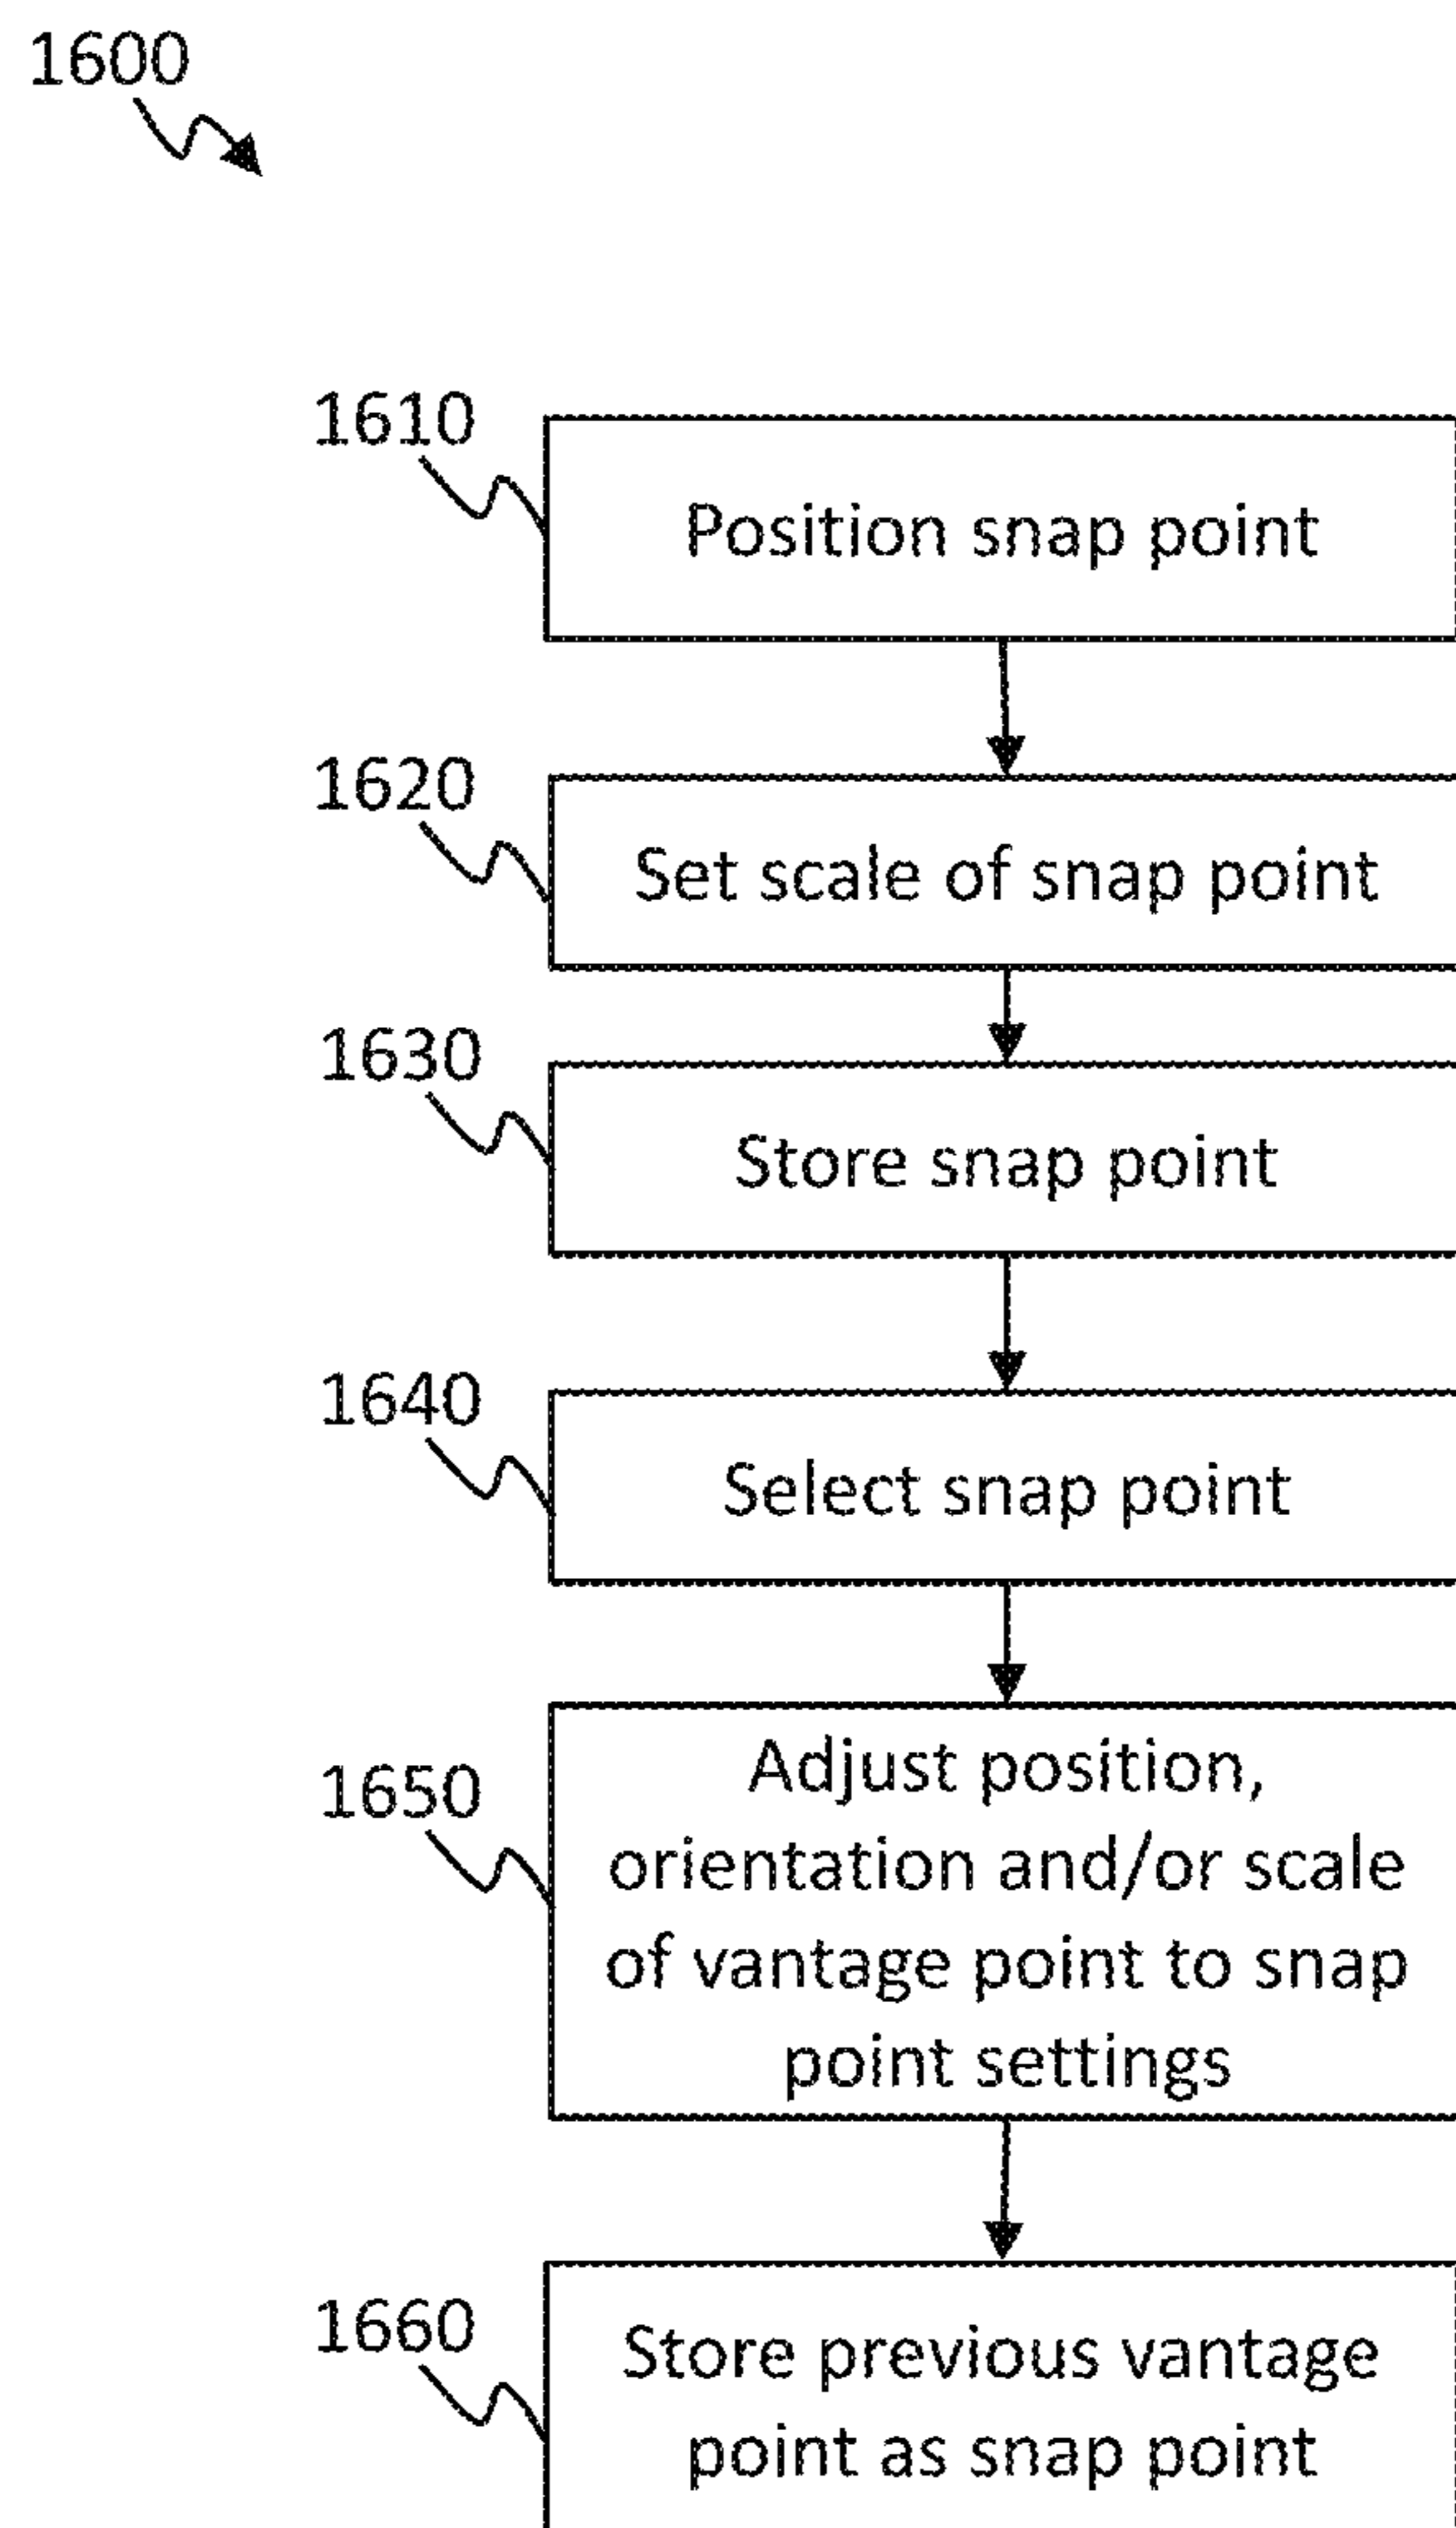 1600
1610
Position snap point
1620
Set scale of snap point
1630
Store snap point
1640
Select snap point
1650
Adjust position,
orientation and/or scale
of vantage point to snap
point settings
1660
Store previous vantage
point as snap point